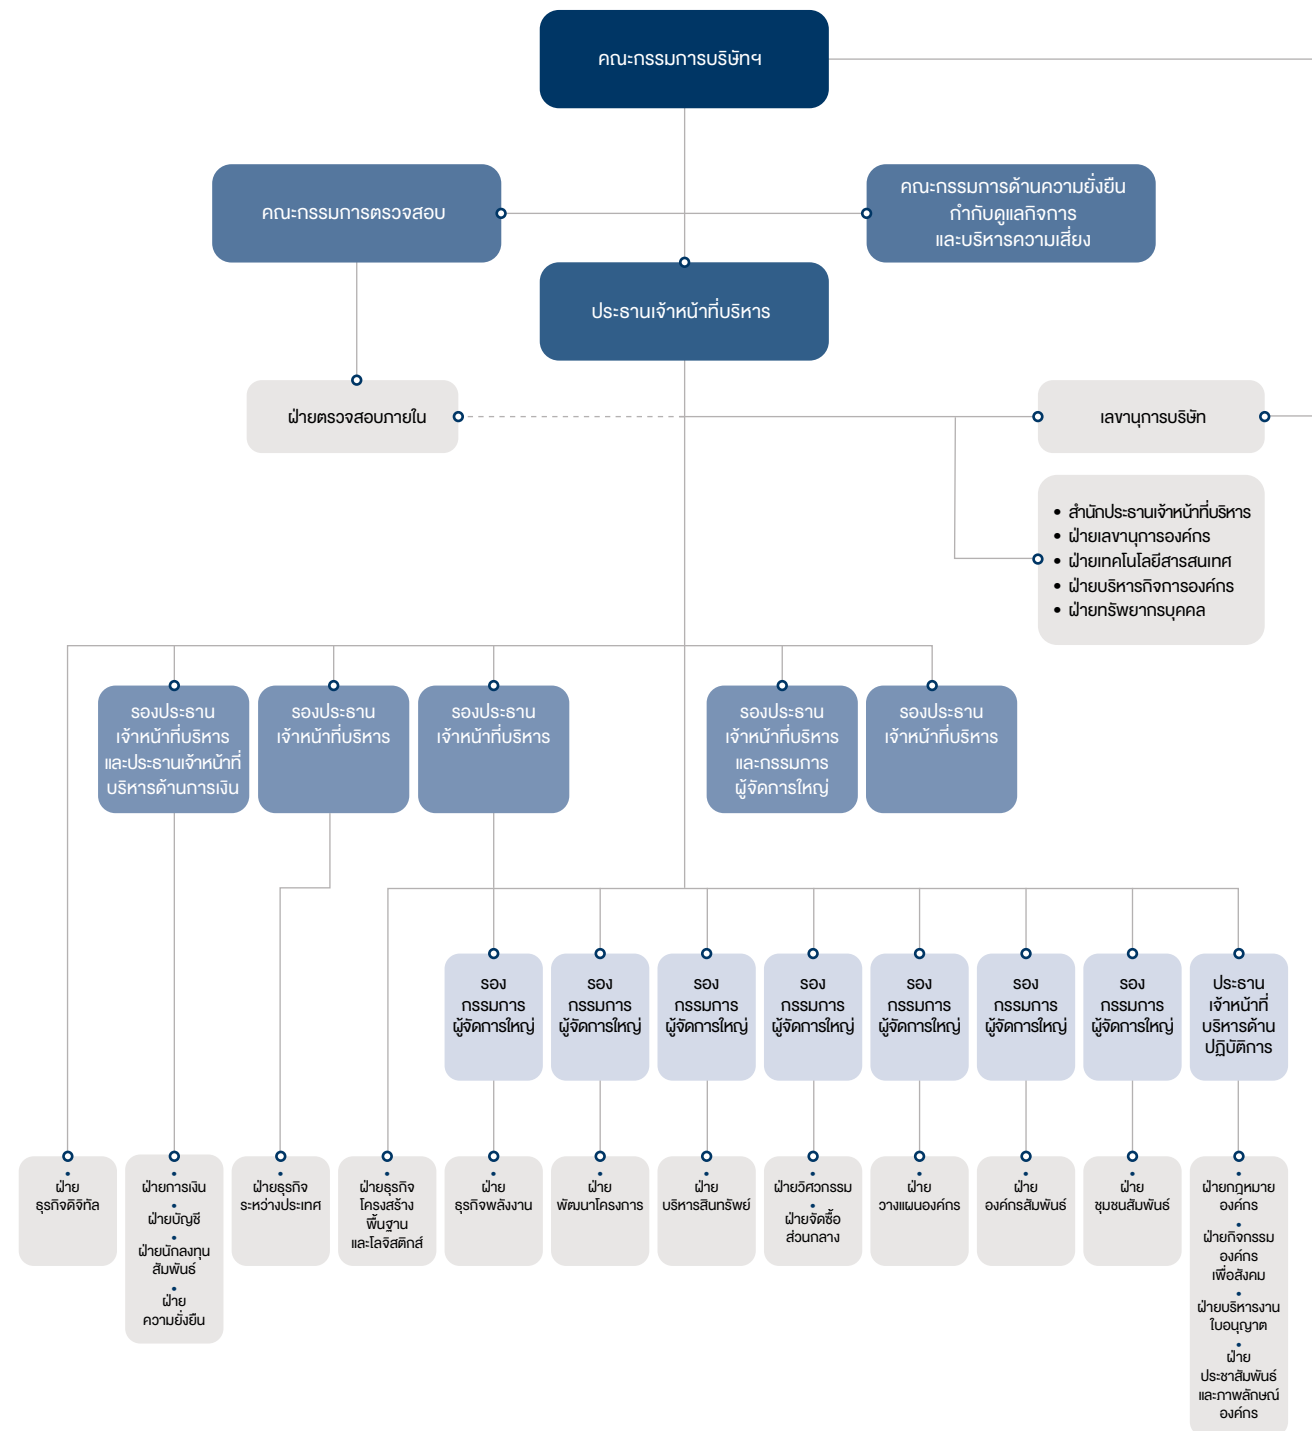 คณะกรรมการบริษัทฯ
คณะกรรมการตรวจสอบ
คณะกรรมการด้านความยั่งยืน
กำกับดูแลกิจการ
และบริหารความเสี่ยง
ประธานเจ้าหน้าที่บริหาร
ฝ่ายตรวจสอบภายใน
เลขานุการบริษัท
• สำนักประธานเจ้าหน้าที่บริหาร
• ฝ่ายเลขานุการองค์กร
• ฝ่ายเทคโนโลยีสารสนเทศ
• ฝ่ายบริหารกิจการองค์กร
• ฝ่ายทรัพยากรบุคคล
รองประธาน
เจ้าหน้าที่บริหาร
และประธานเจ้าหน้าที่
บริหารด้านการเงิน
รองประธาน
เจ้าหน้าที่บริหาร
รองประธาน
เจ้าหน้าที่บริหาร
รองประธาน
เจ้าหน้าที่บริหาร
และกรรมการ
ผู้จัดการใหญ่
รองประธาน
เจ้าหน้าที่บริหาร
รอง
กรรมการ
ผู้จัดการใหญ่
รอง
กรรมการ
ผู้จัดการใหญ่
รอง
กรรมการ
ผู้จัดการใหญ่
รอง
กรรมการ
ผู้จัดการใหญ่
รอง
กรรมการ
ผู้จัดการใหญ่
รอง
กรรมการ
ผู้จัดการใหญ่
รอง
กรรมการ
ผู้จัดการใหญ่
ประธาน
เจ้าหน้าที่
บริหารด้าน
ปฏิบัติการ
•
ฝ่าย
ธุรกิจดิจิทัล
•
ฝ่ายการเงิน
•
ฝ่ายบัญชี
•
ฝ่ายนักลงทุน
สัมพันธ์
•
ฝ่าย
ความยั่งยืน
•
ฝ่ายธุรกิจ
ระหว่างประเทศ
•
ฝ่ายธุรกิจ
โครงสร้าง
พื้นฐาน
และโลจิสติกส์
•
ฝ่าย
ธุรกิจพลังงาน
•
ฝ่าย
พัฒนาโครงการ
•
ฝ่าย
บริหารสินทรัพย์
•
ฝ่ายวิศวกรรม
•
ฝ่ายจัดซื้อ
ส่วนกลาง
•
ฝ่าย
วางแผนองค์กร
•
ฝ่าย
องค์กรสัมพันธ์
•
ฝ่าย
ชุมชนสัมพันธ์
•
ฝ่ายกฎหมาย
องค์กร
•
ฝ่ายกิจกรรม
องค์กร
เพื่อสังคม
•
ฝ่ายบริหารงาน
ใบอนุญาต
•
ฝ่าย
ประชาสัมพันธ์
และภาพลักษณ์
องค์กร